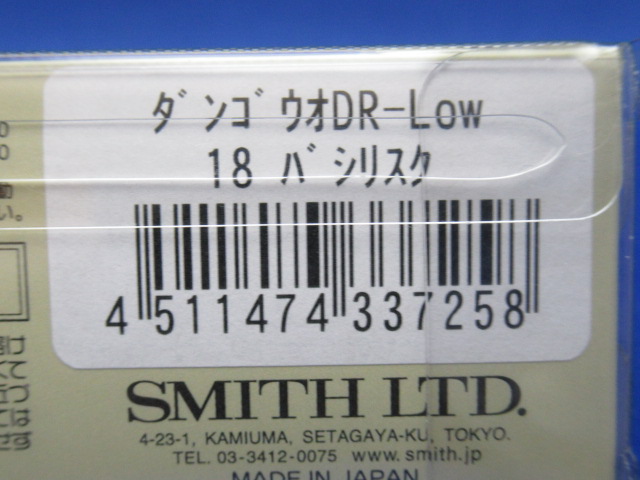 ﾀﾞﾝｺﾞｳｵDR-Low
18 ﾊﾞｼﾘｽｸ
4 511474 337258
SMITH LTD.
4-23-1, KAMIUMA, SETAGAYA-KU, TOKYO.
TEL. 03-3412-0075 www.smith.jp
MADE IN JAPAN